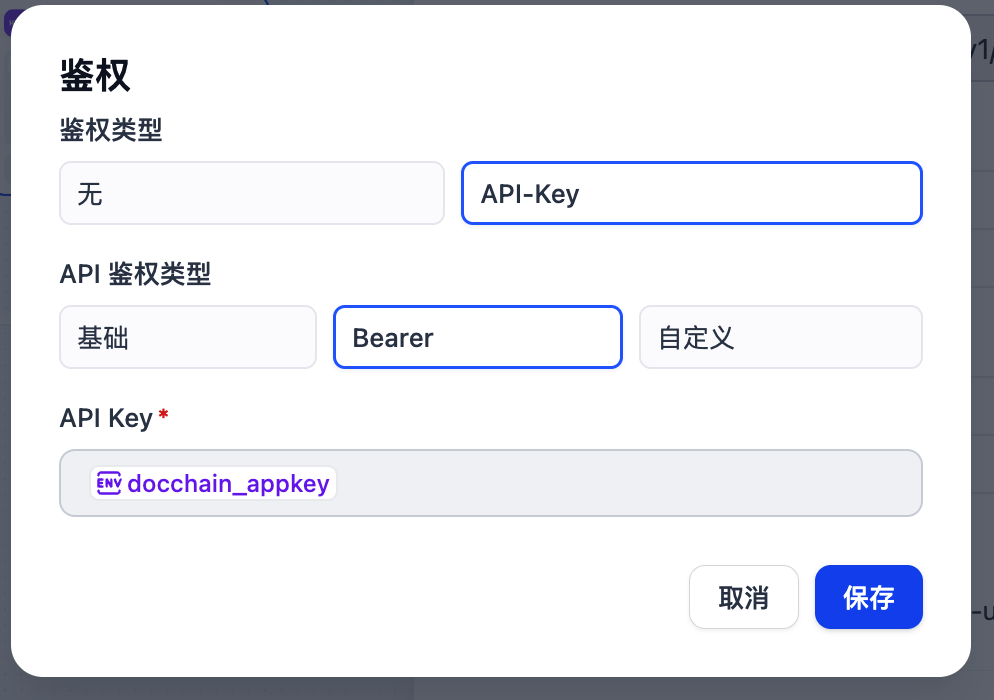 鉴权
鉴权类型
无
API-Key
API 鉴权类型
基础
Bearer
自定义
API Key *
ENV docchain_appkey
取消
保存